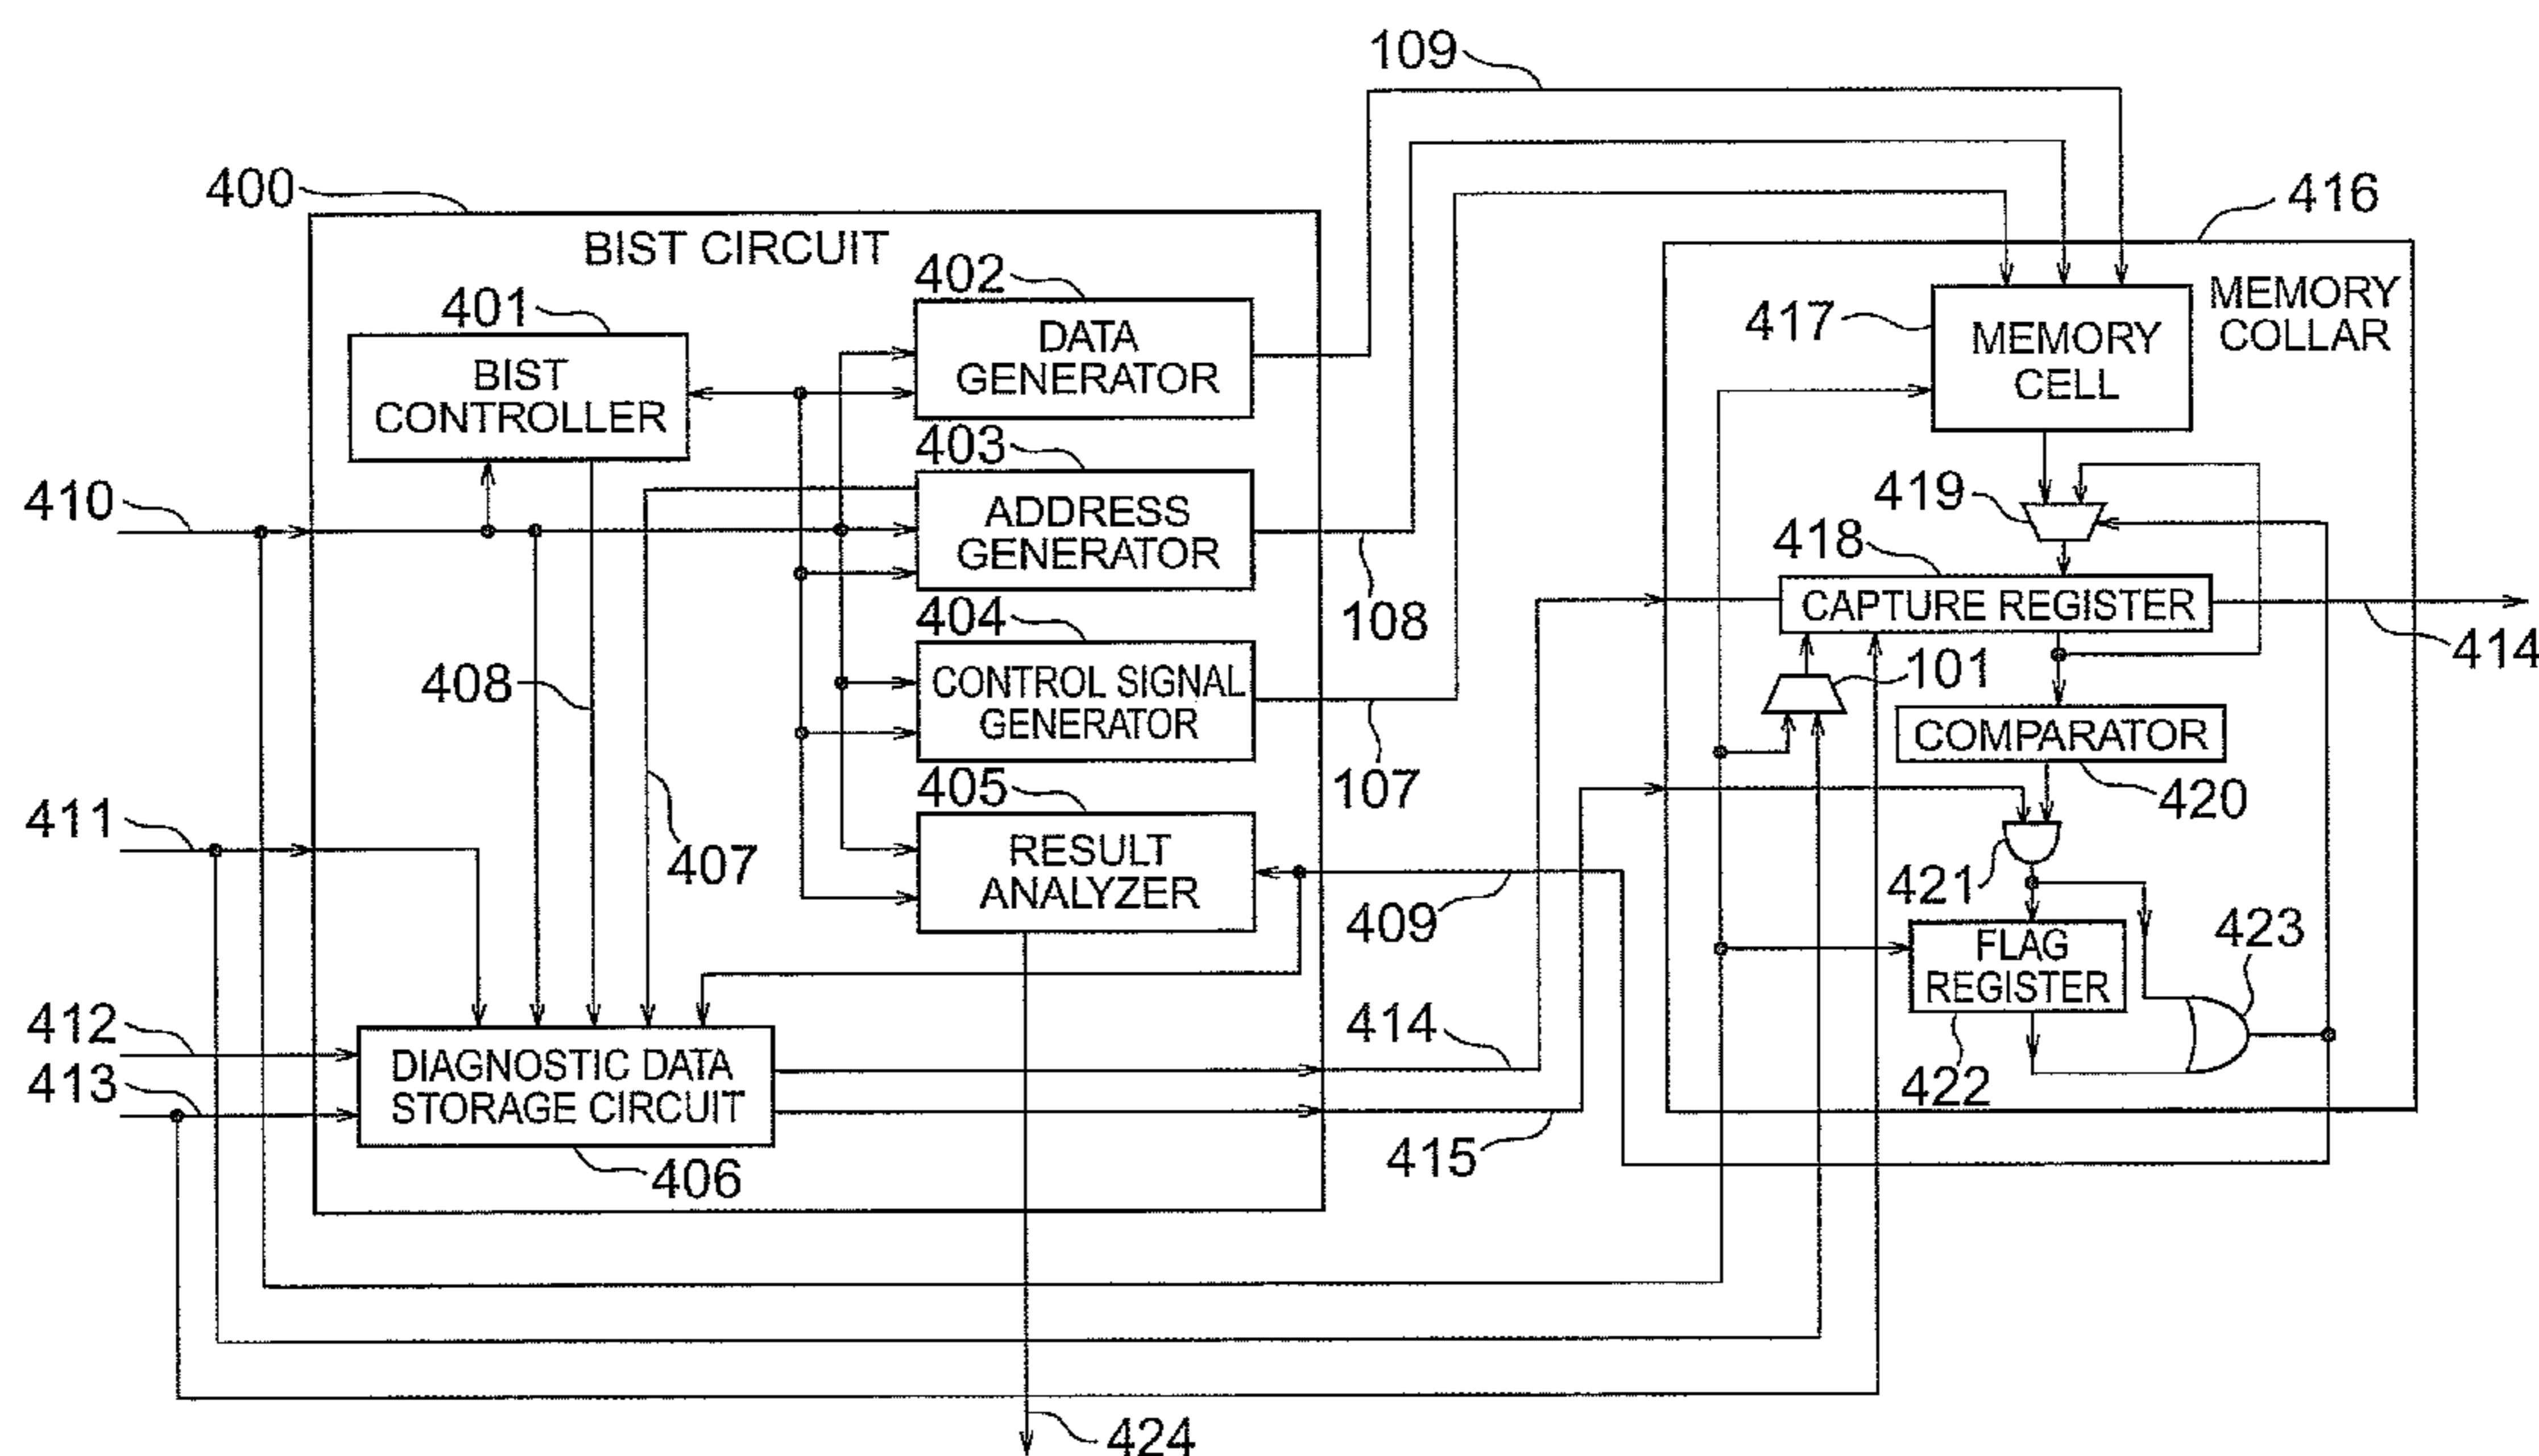 109
400
416
BIST CIRCUIT
402
MEMORY
COLLAR
401
DATA
GENERATOR
417
MEMORY
CELL
BIST
CONTROLLER
403
410
ADDRESS
GENERATOR
419
418
108
CAPTURE REGISTER
404
414
408
CONTROL SIGNAL
GENERATOR
101
COMPARATOR
107
405
420
411
407
RESULT
ANALYZER
421
409
423
FLAG
REGISTER
412
414
422
413
DIAGNOSTIC DATA
STORAGE CIRCUIT
415
406
424